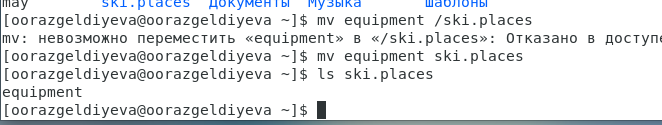 may ski.places Документы Музыка шаблоны
[oorazgeldiyeva@oorazgeldiyeva ~]$ mv equipment /ski.places
mv: невозможно переместить «equipment» в «/ski.places»: Отказано в доступе
[oorazgeldiyeva@oorazgeldiyeva ~]$ mv equipment ski.places
[oorazgeldiyeva@oorazgeldiyeva ~]$ ls ski.places
equipment
[oorazgeldiyeva@oorazgeldiyeva ~]$